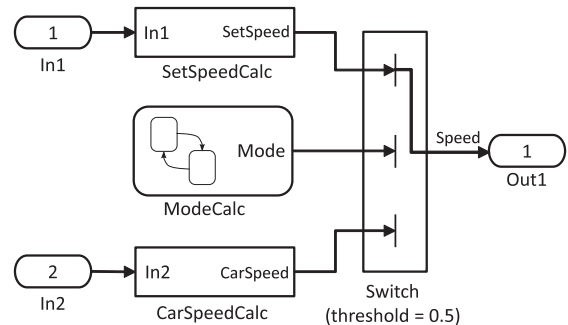 1
In1
In1
SetSpeed
SetSpeedCalc
Mode
ModeCalc
Speed
1
Out1
2
In2
In2
CarSpeed
CarSpeedCalc
Switch
(threshold = 0.5)